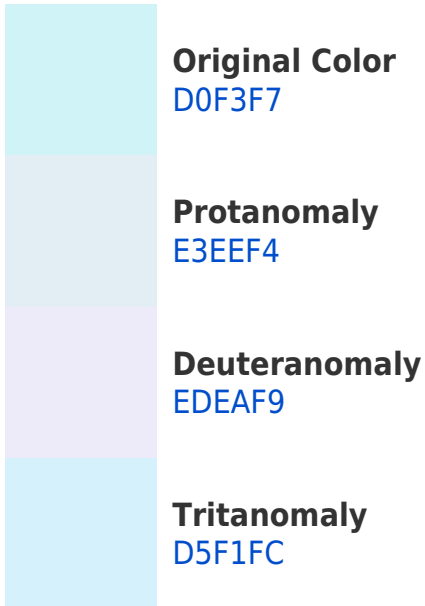 Original Color
D0F3F7
Protanomaly
E3EEF4
Deuteranomaly
EDEAF9
Tritanomaly
D5F1FC